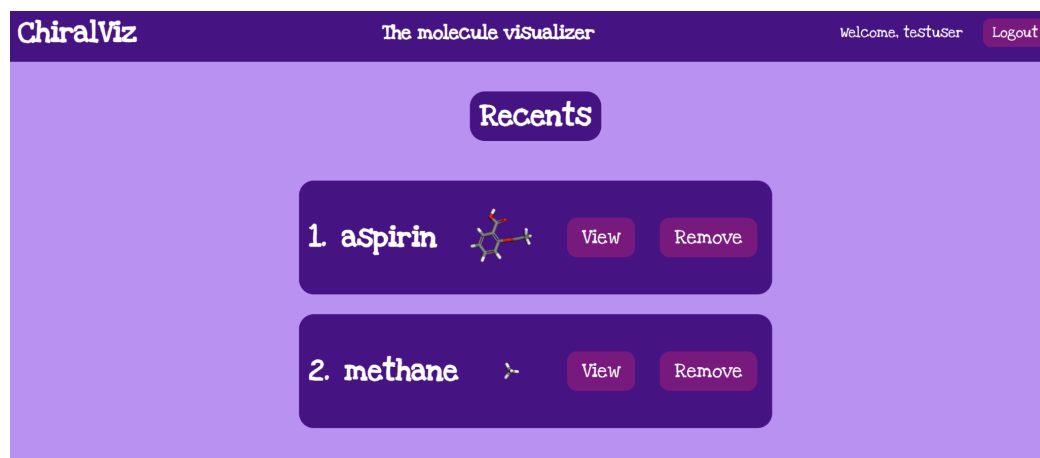 ChiralViz The molecule visualizer Welcome, testuser Logout
Recents
1. aspirin View Remove
2. methane View Remove